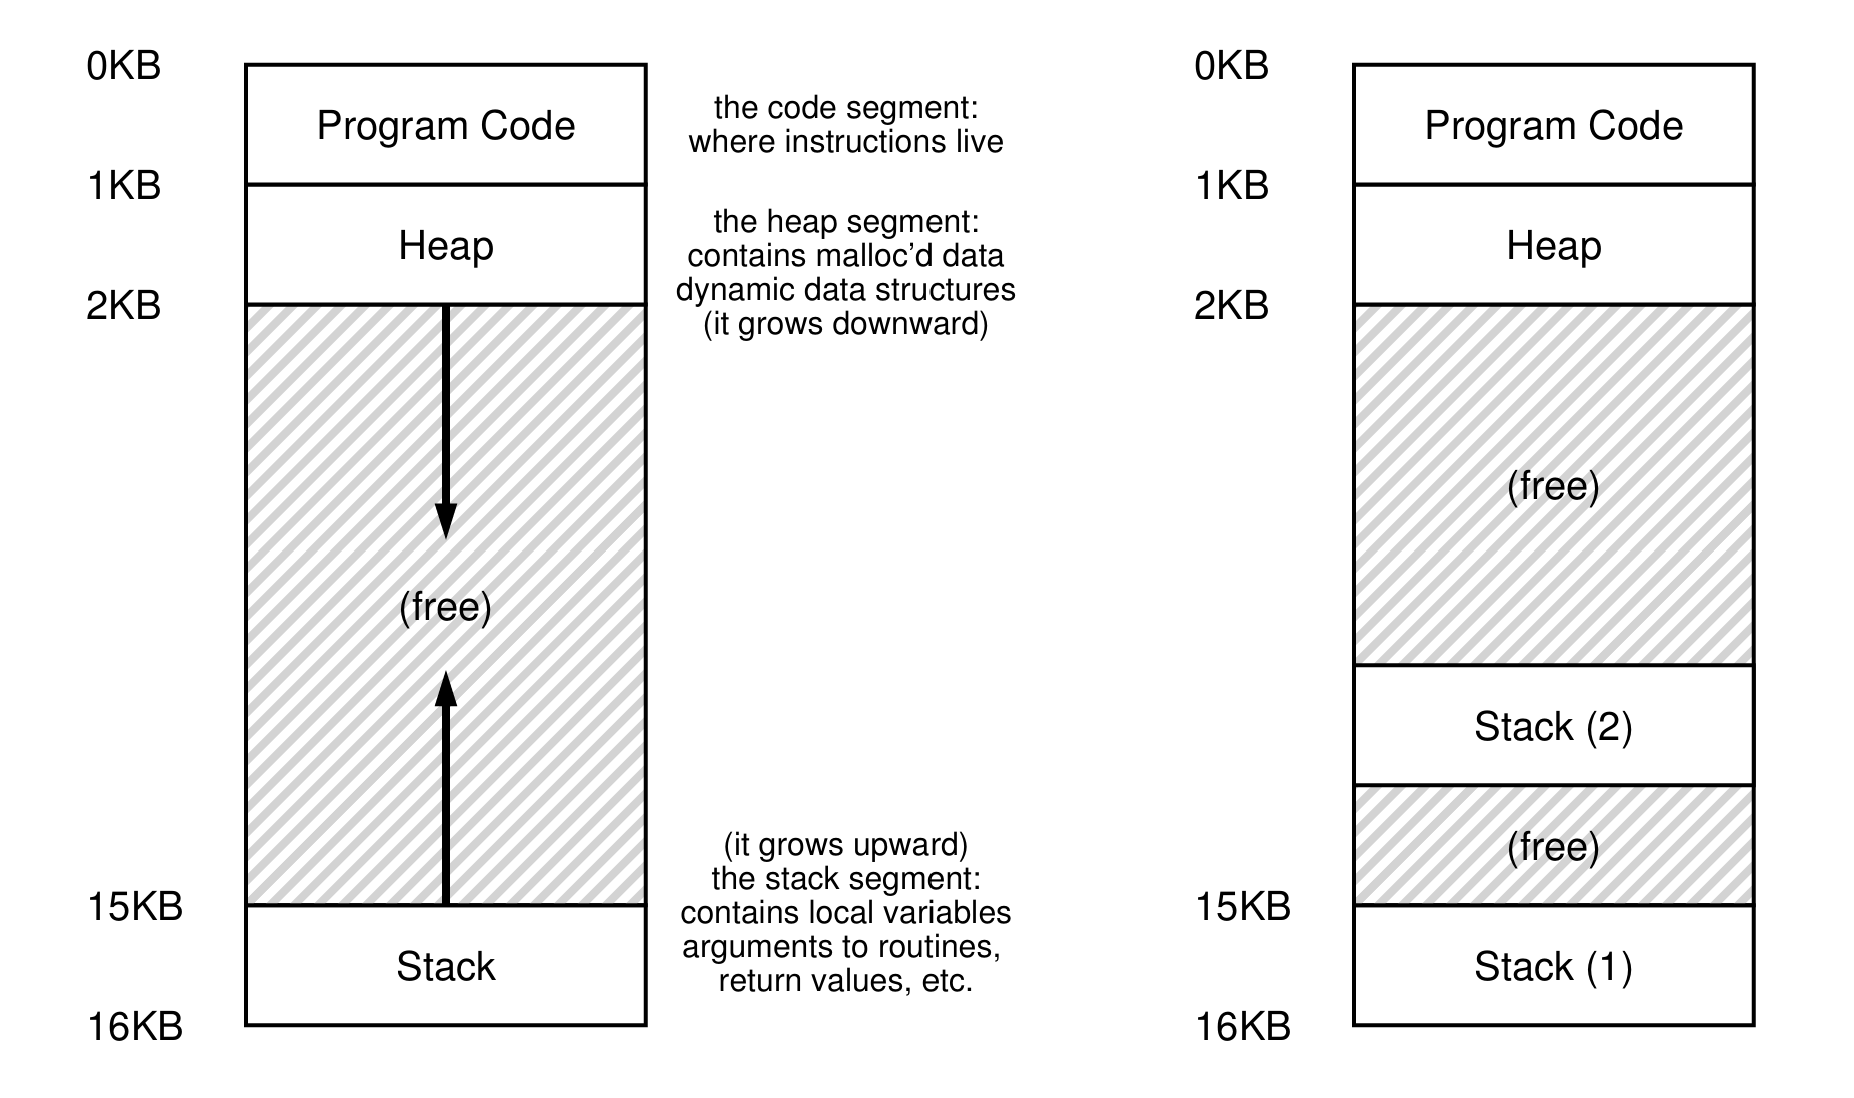 0KB
Program Code
the code segment:
where instructions live
1KB
Heap
the heap segment:
contains malloc'd data
dynamic data structures
(it grows downward)
2KB
(free)
(it grows upward)
the stack segment:
contains local variables
arguments to routines,
return values, etc.
15KB
Stack
16KB
0KB
Program Code
1KB
Heap
2KB
(free)
Stack (2)
(free)
15KB
Stack (1)
16KB